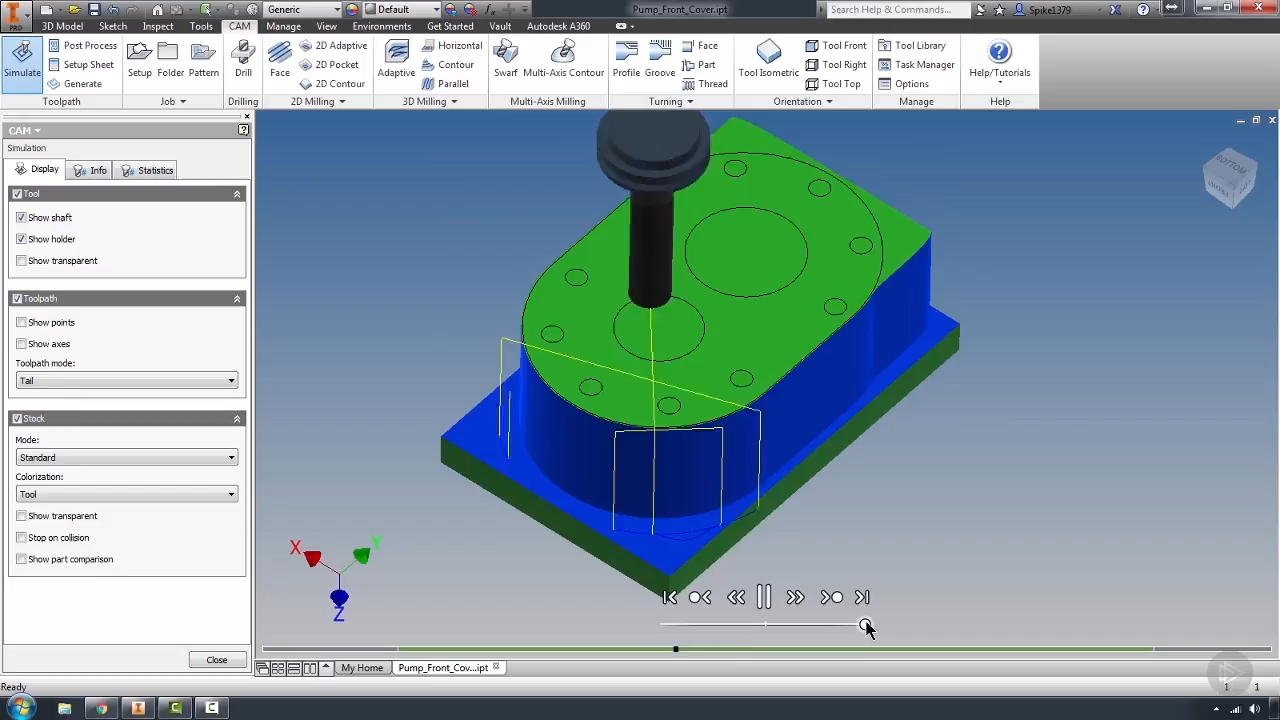 Generic
Default
Pump_Front_Cover.ipt
Search Help & Commands...
Spike1379
PRO
3D Model
Sketch
Inspect
Tools
CAM
Manage
View
Environments
Get Started
Vault
Autodesk A360
Simulate
Post Process
Setup Sheet
Generate
Toolpath
Setup
Folder
Pattern
Job
Drill
Drilling
Face
2D Adaptive
2D Pocket
2D Contour
2D Milling
Adaptive
Horizontal
Contour
Parallel
3D Milling
Swarf
Multi-Axis Contour
Multi-Axis Milling
Profile
Groove
Face
Part
Thread
Turning
Tool Isometric
Tool Front
Tool Right
Tool Top
Orientation
Tool Library
Task Manager
Options
Manage
Help/Tutorials
Help
CAM
Simulation
Display
Info
Statistics
Tool
Show shaft
Show holder
Show transparent
Toolpath
Show points
Show axes
Toolpath mode:
Tail
Stock
Mode:
Standard
Colorization:
Tool
Show transparent
Stop on collision
Show part comparison
Close
BOTTOM
X
Y
Z
My Home
Pump_Front_Cov...ipt
Ready
1
1